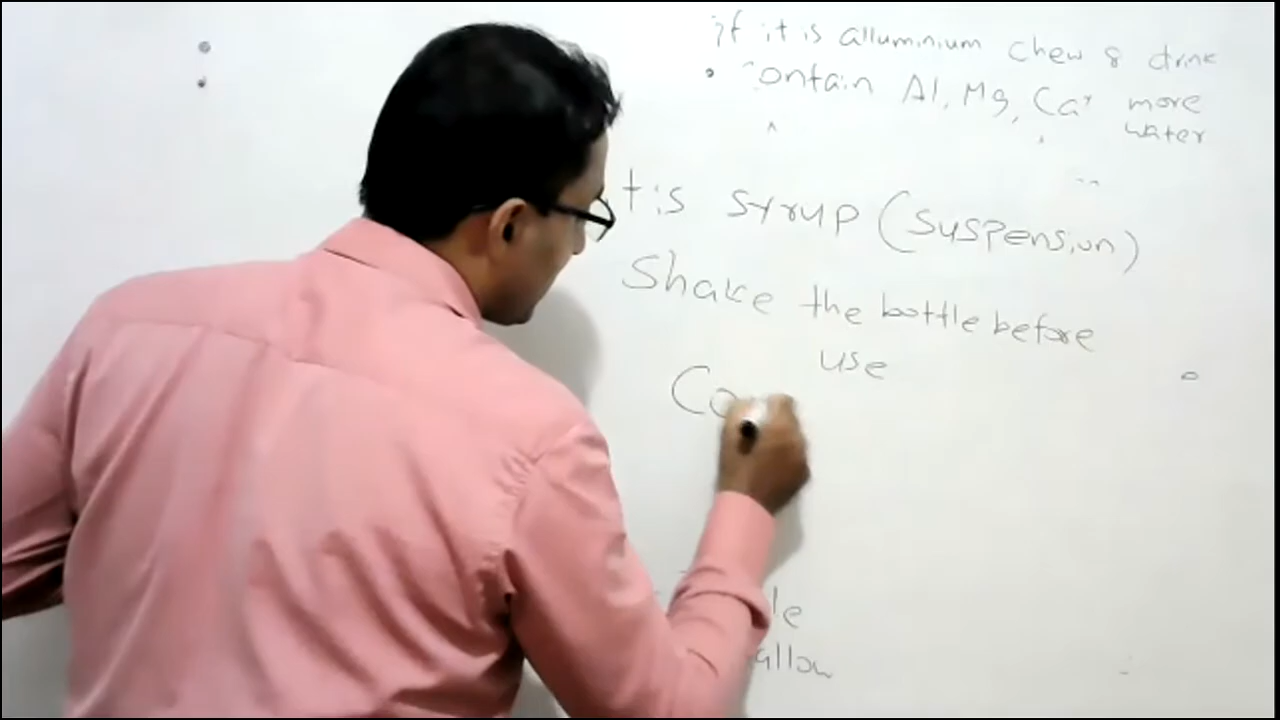 if it is alluminium chew & drink
• Contain Al, Mg, Ca more
water
t is syrup (suspension)
Shake the bottle before
use
Co
le
allow